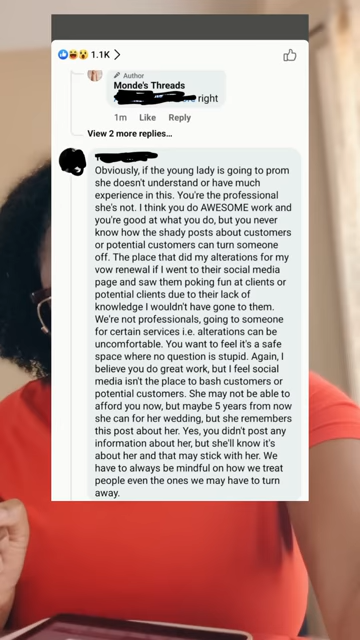 1.1K
Author
Monde's Threads
right
1m Like Reply
View 2 more replies...
Obviously, if the young lady is going to prom
she doesn't understand or have much
experience in this. You're the professional
she's not. I think you do AWESOME work and
you're good at what you do, but you never
know how the shady posts about customers
or potential customers can turn someone
off. The place that did my alterations for my
vow renewal if I went to their social media
page and saw them poking fun at clients or
potential clients due to their lack of
knowledge I wouldn't have gone to them.
We're not professionals, going to someone
for certain services i.e. alterations can be
uncomfortable. You want to feel it's a safe
space where no question is stupid. Again, I
believe you do great work, but I feel social
media isn't the place to bash customers or
potential customers. She may not be able to
afford you now, but maybe 5 years from now
she can for her wedding, but she remembers
this post about her. Yes, you didn't post any
information about her, but she'll know it's
about her and that may stick with her. We
have to always be mindful on how we treat
people even the ones we may have to turn
away.